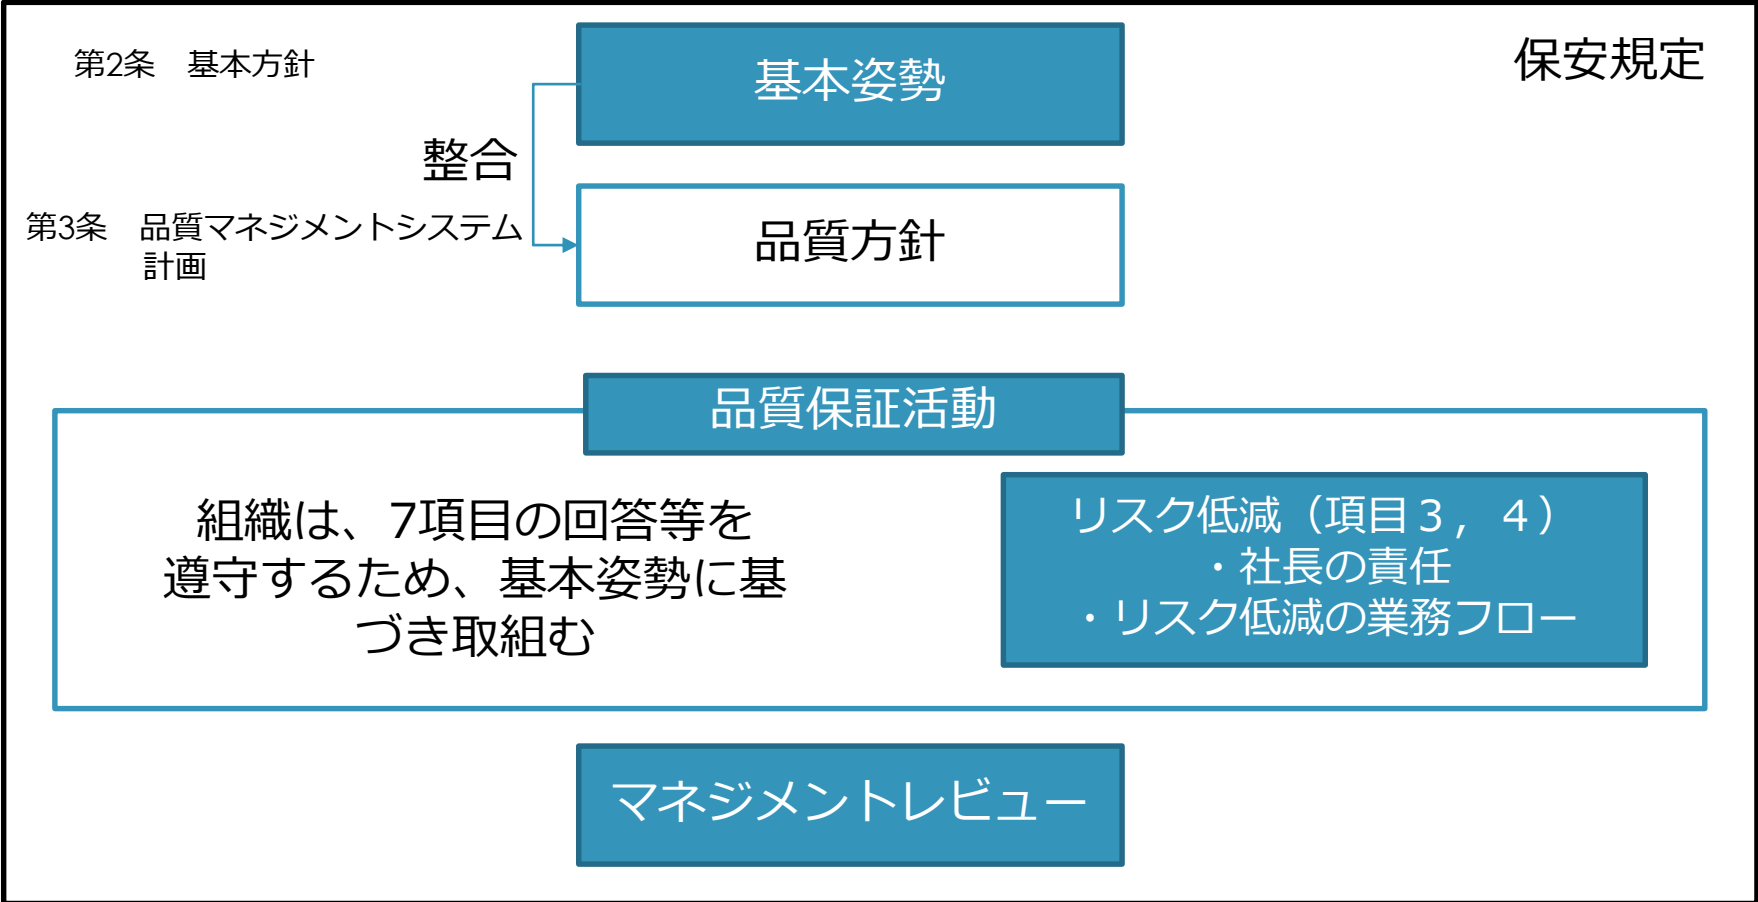 第2条　基本方針
基本姿勢
保安規定
整合
第3条　品質マネジメントシステム
計画
品質方針
品質保証活動
組織は、7項目の回答等を
遵守するため、基本姿勢に基
づき取組む
リスク低減（項目３，４）
・社長の責任
・リスク低減の業務フロー
マネジメントレビュー